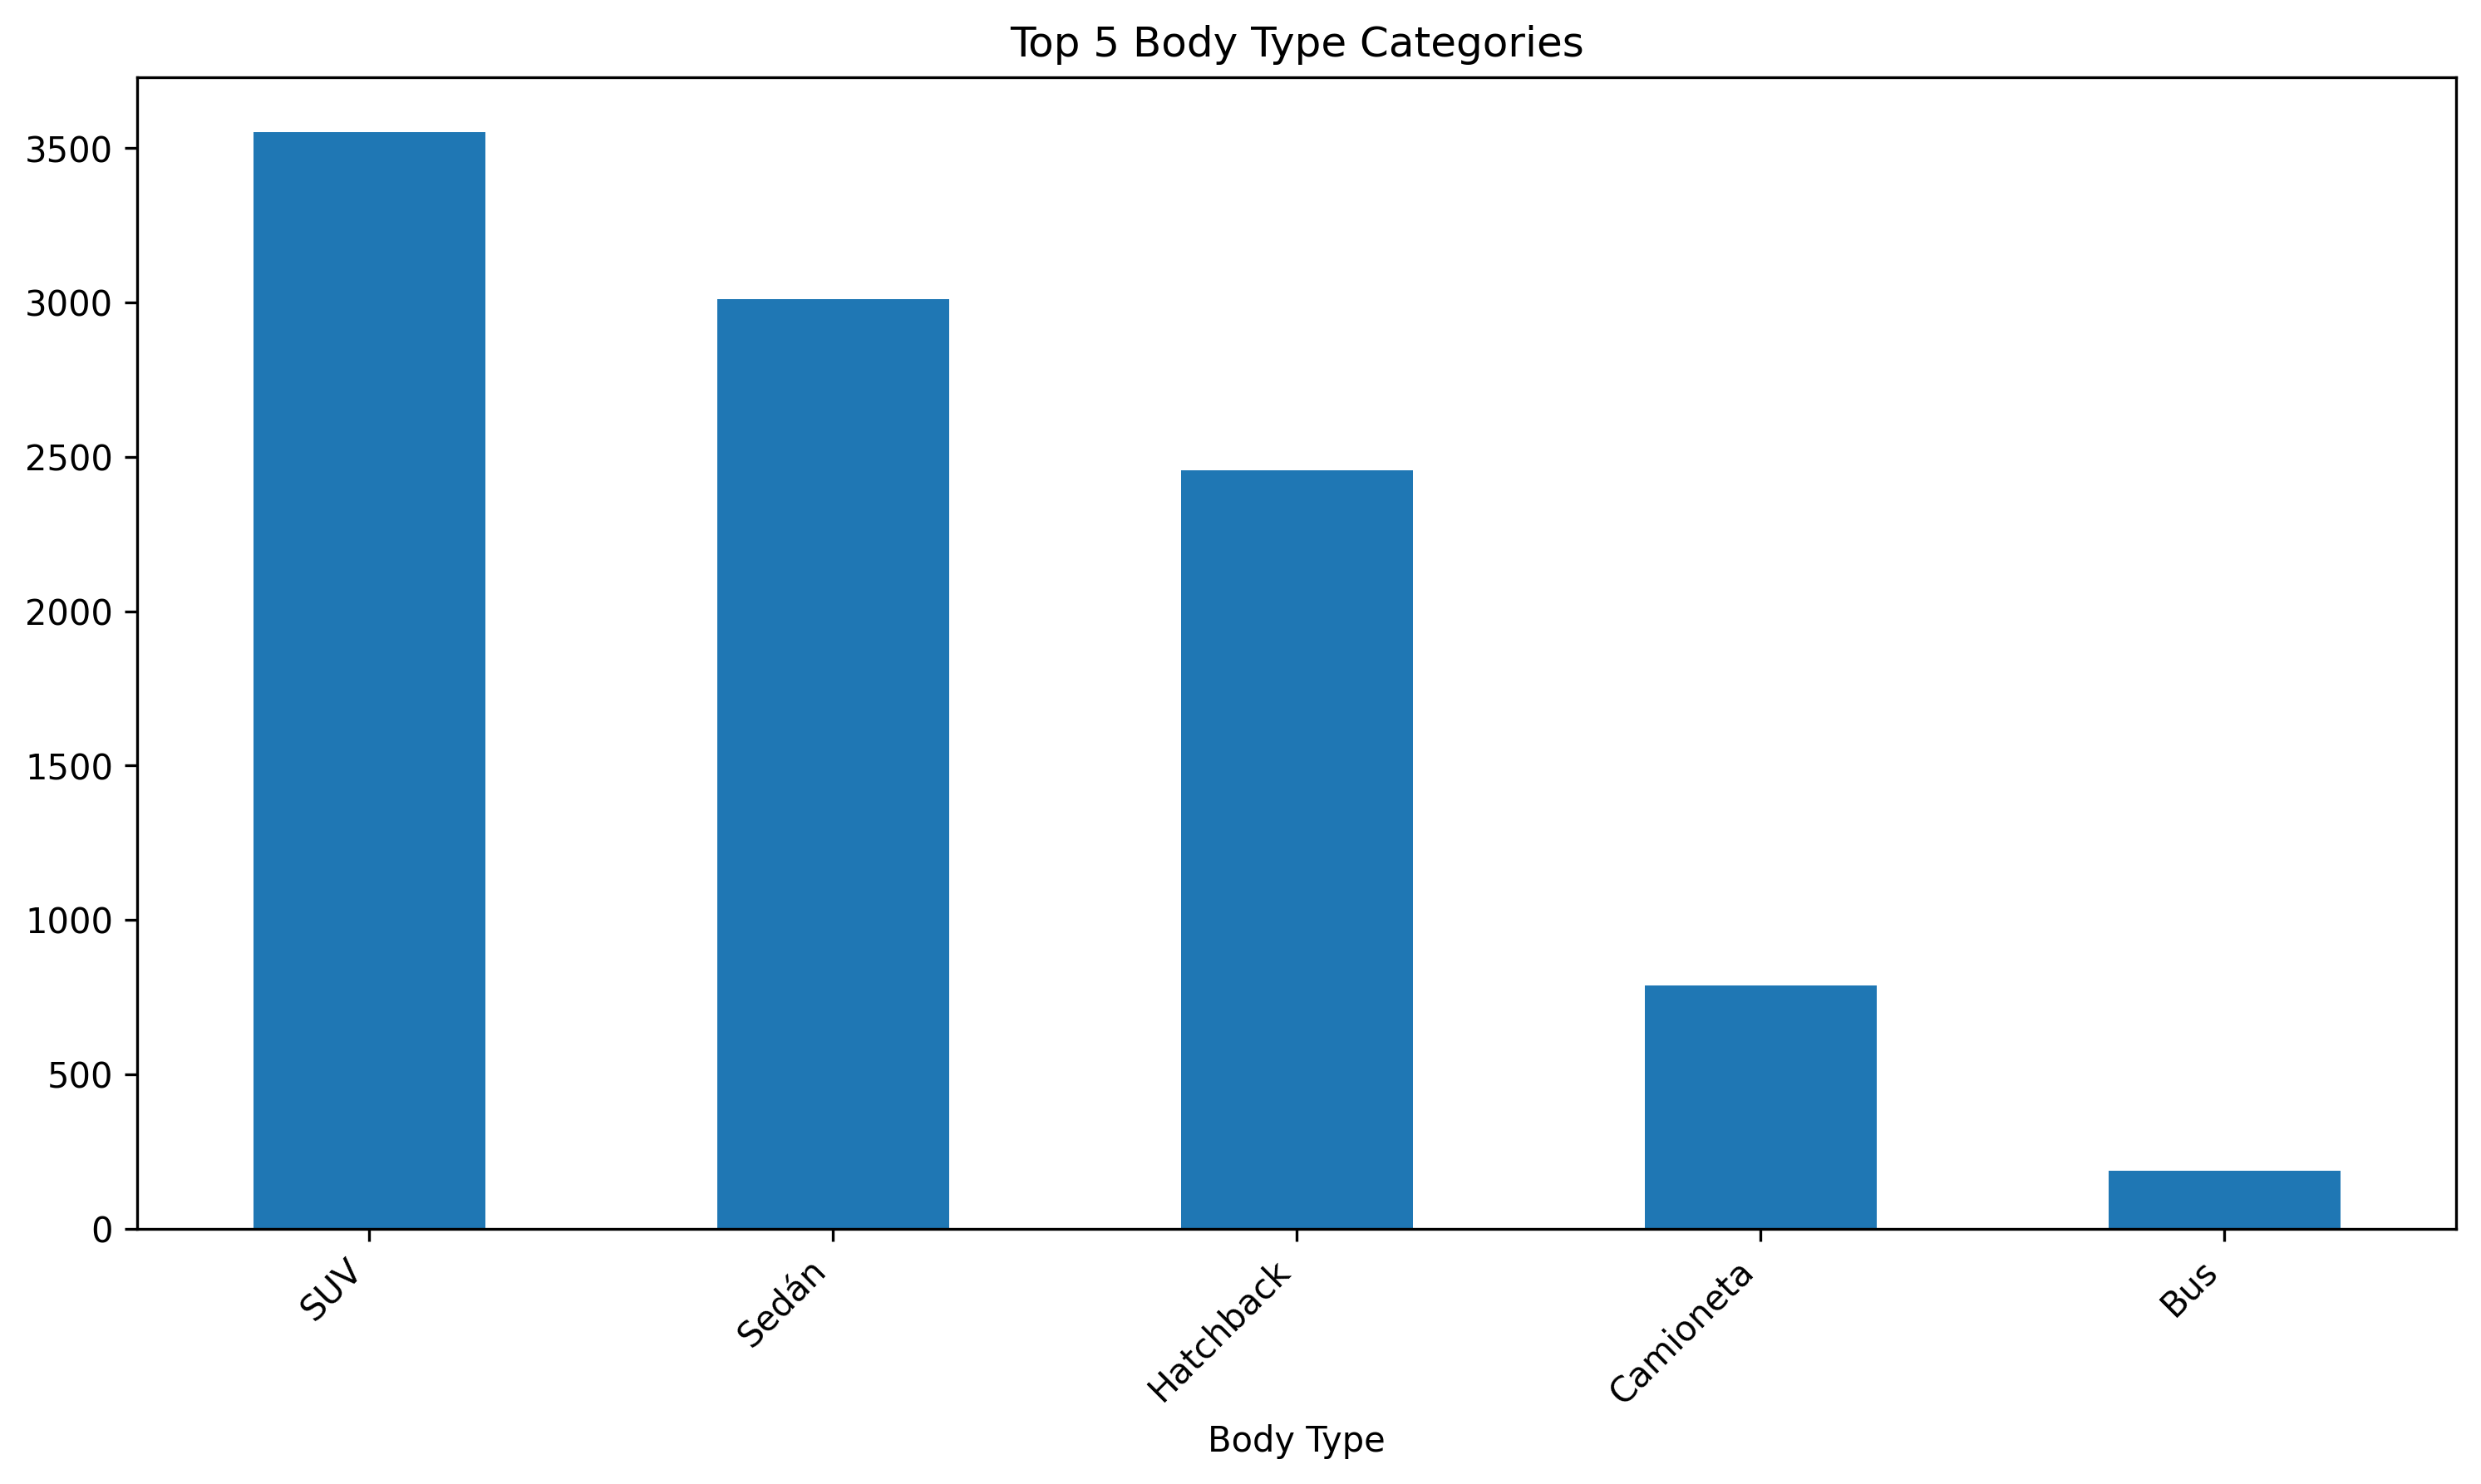 Top 5 Body Type Categories
3500
3000
2500
2000
1500
1000
500
0
SUV
Sedán
Hatchback
Camioneta
Bus
Body Type